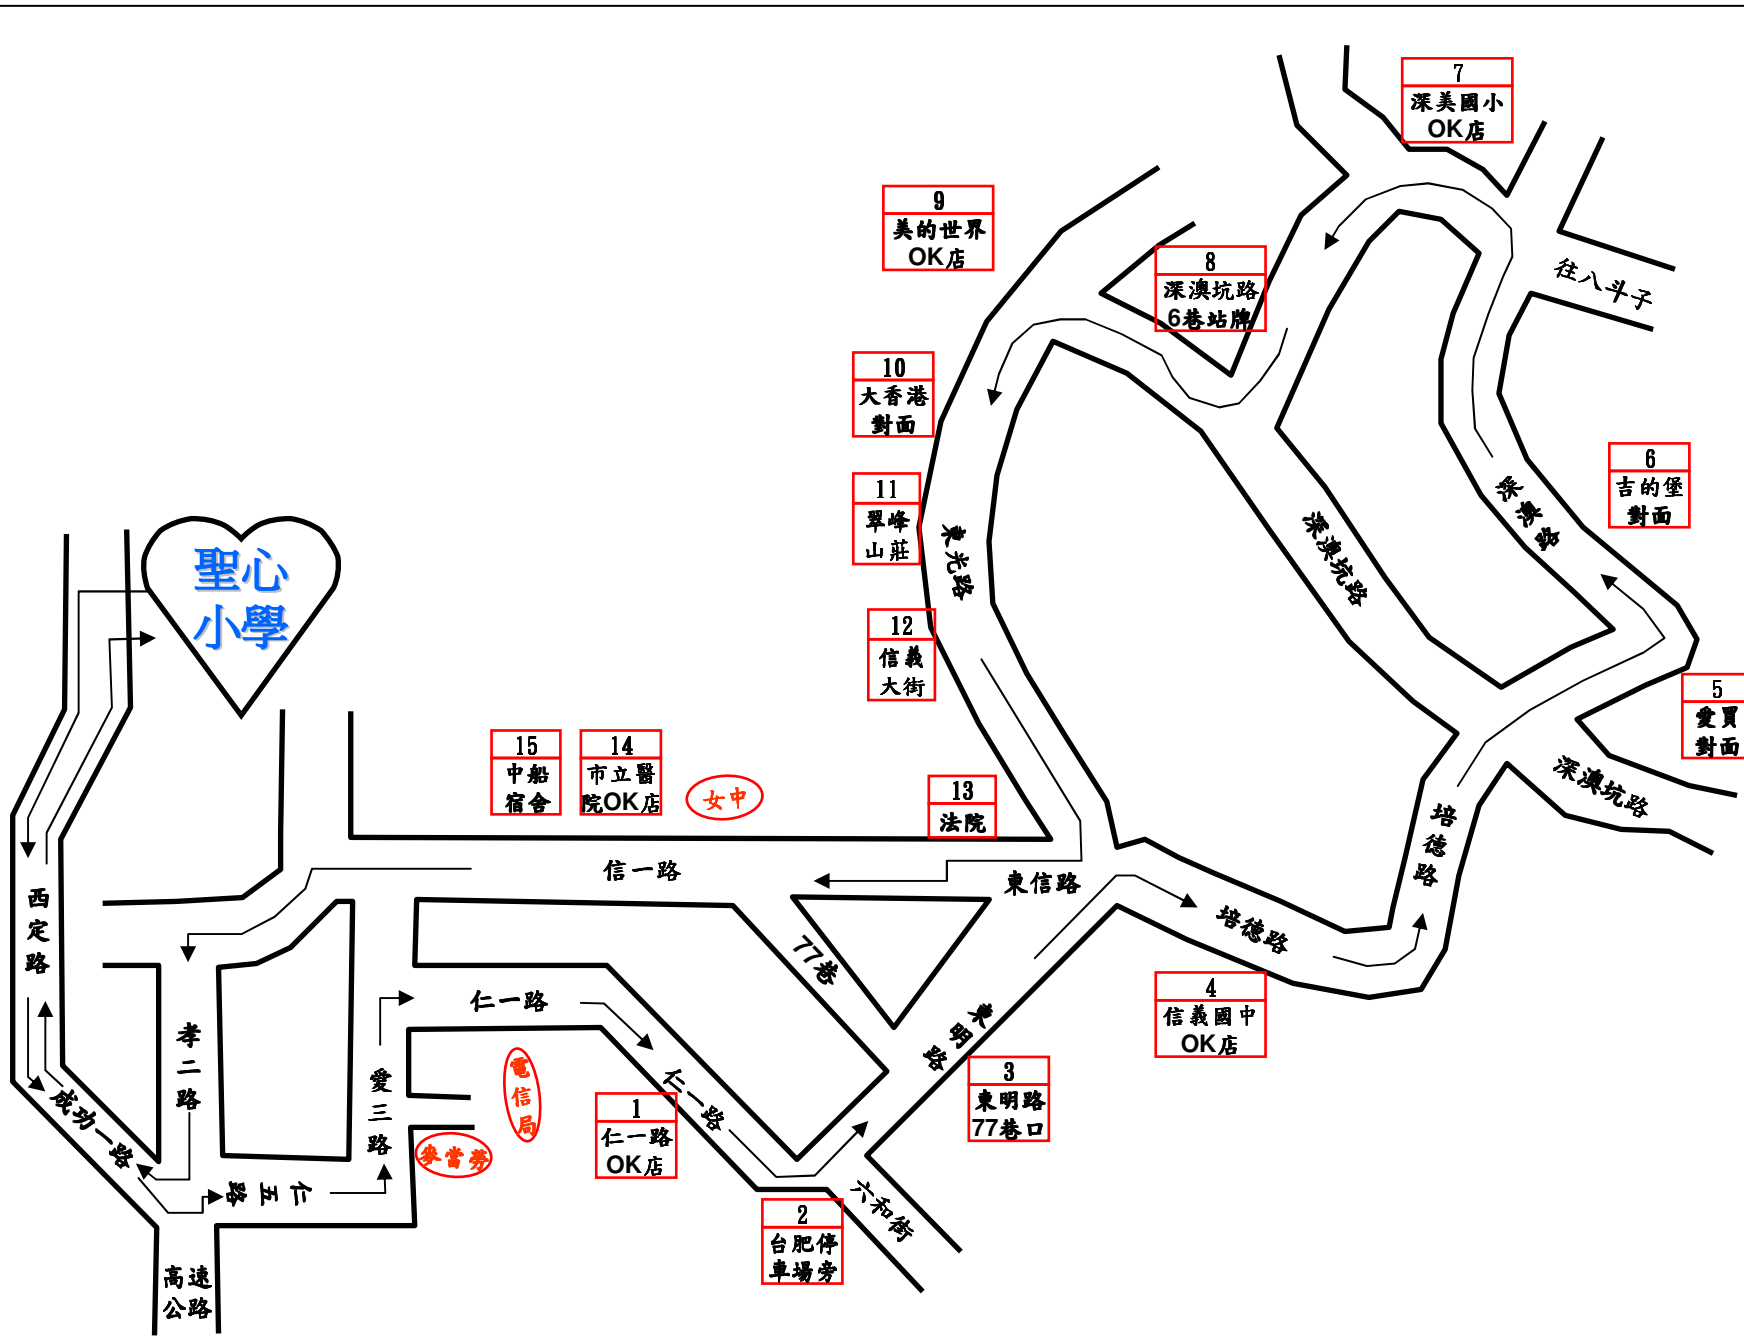 7
深美國小
OK店
9
美的世界
OK店
8
深澳坑路
6巷站牌
往八斗子
10
大香港
對面
6
吉的堡
對面
11
翠峰
山莊
東光路
深澳坑路
深澳路
聖心
小學
12
信義
大街
5
愛買
對面
15
中船
宿舍
14
市立醫
院OK店
女中
13
法院
深澳坑路
培德路
信一路
東信路
西定路
培德路
77巷
4
信義國中
OK店
仁一路
孝二路
東明路
愛三路
電信局
仁一路
3
東明路
77巷口
成功一路
1
仁一路
OK店
麥當勞
仁五路
六和街
2
台肥停
車場旁
高速
公路